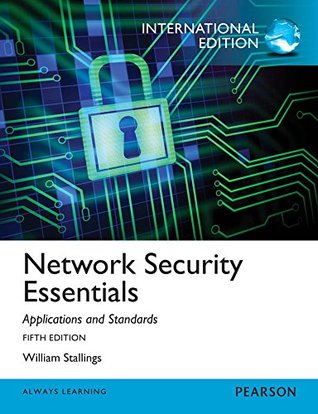 INTERNATIONAL
EDITION
Network Security
Essentials
Applications and Standards
FIFTH EDITION
William Stallings
ALWAYS LEARNING
PEARSON